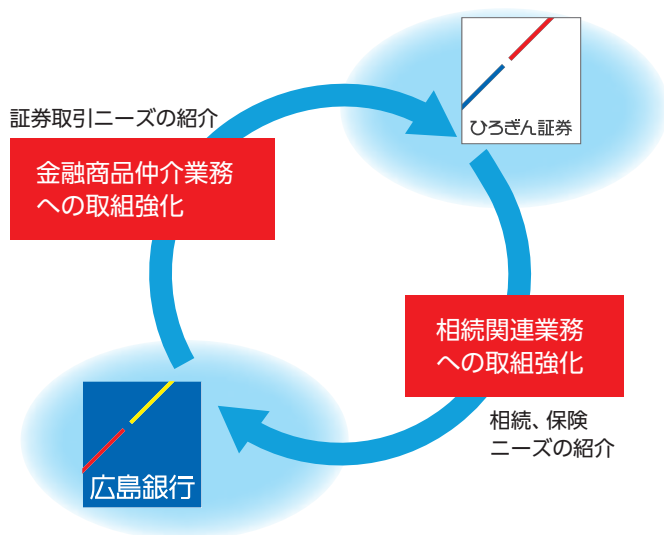 ひろぎん証券
証券取引ニーズの紹介
金融商品仲介業務
への取組強化
相続関連業務
への取組強化
相続、保険
ニーズの紹介
広島銀行